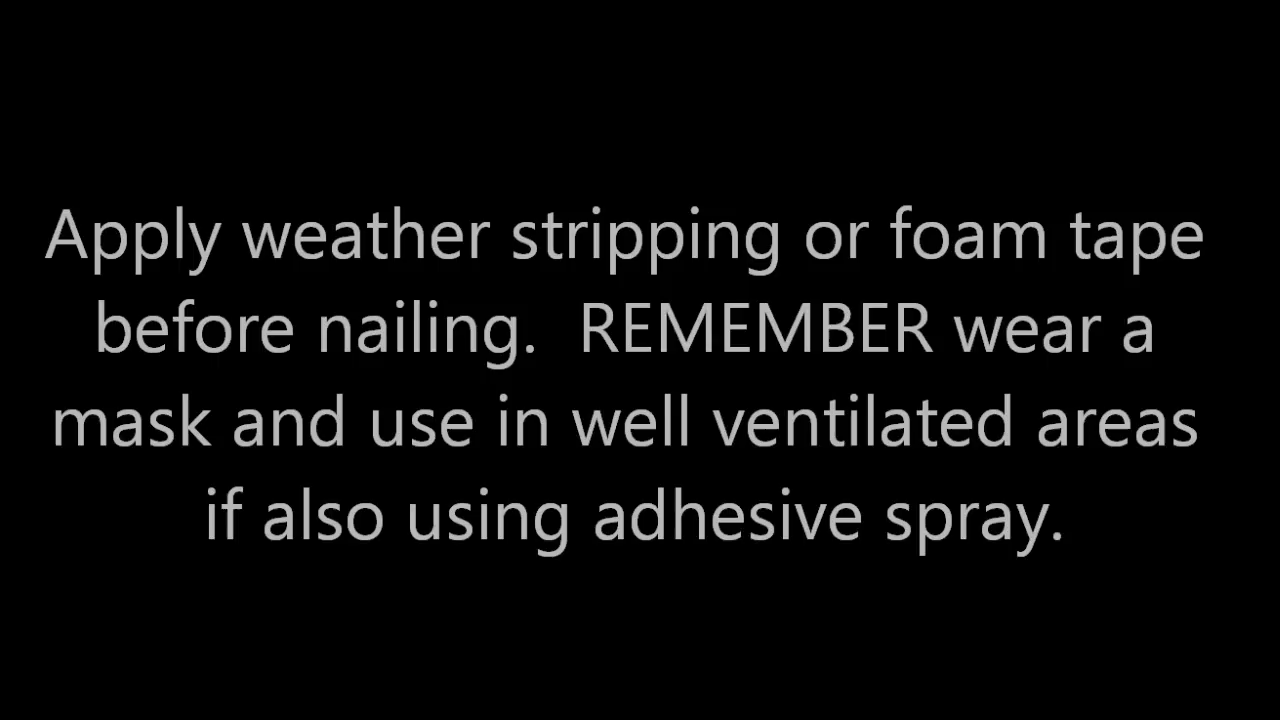 Apply weather stripping or foam tape
before nailing.  REMEMBER wear a
mask and use in well ventilated areas
if also using adhesive spray.